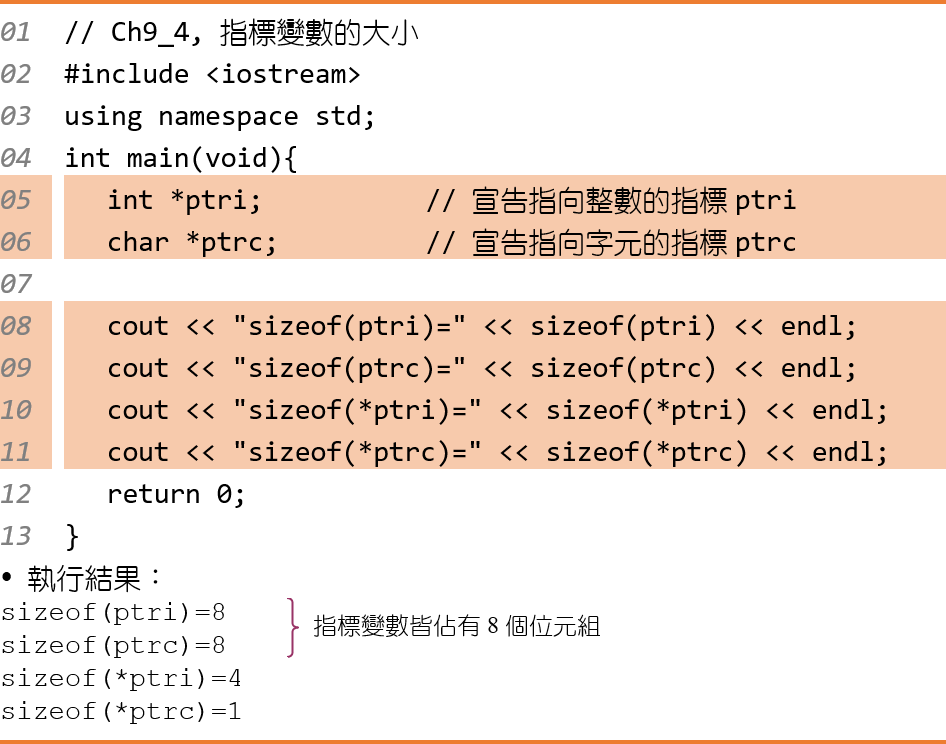 01 // Ch9_4, 指標變數的大小
02 #include <iostream>
03 using namespace std;
04 int main(void){
05 int *ptri; // 宣告指向整數的指標 ptri
06 char *ptrc; // 宣告指向字元的指標 ptrc
07
08 cout << "sizeof(ptri)=" << sizeof(ptri) << endl;
09 cout << "sizeof(ptrc)=" << sizeof(ptrc) << endl;
10 cout << "sizeof(*ptri)=" << sizeof(*ptri) << endl;
11 cout << "sizeof(*ptrc)=" << sizeof(*ptrc) << endl;
12 return 0;
13 }
• 執行結果：
sizeof(ptri)=8
sizeof(ptrc)=8
指標變數皆佔有 8 個位元組
sizeof(*ptri)=4
sizeof(*ptrc)=1